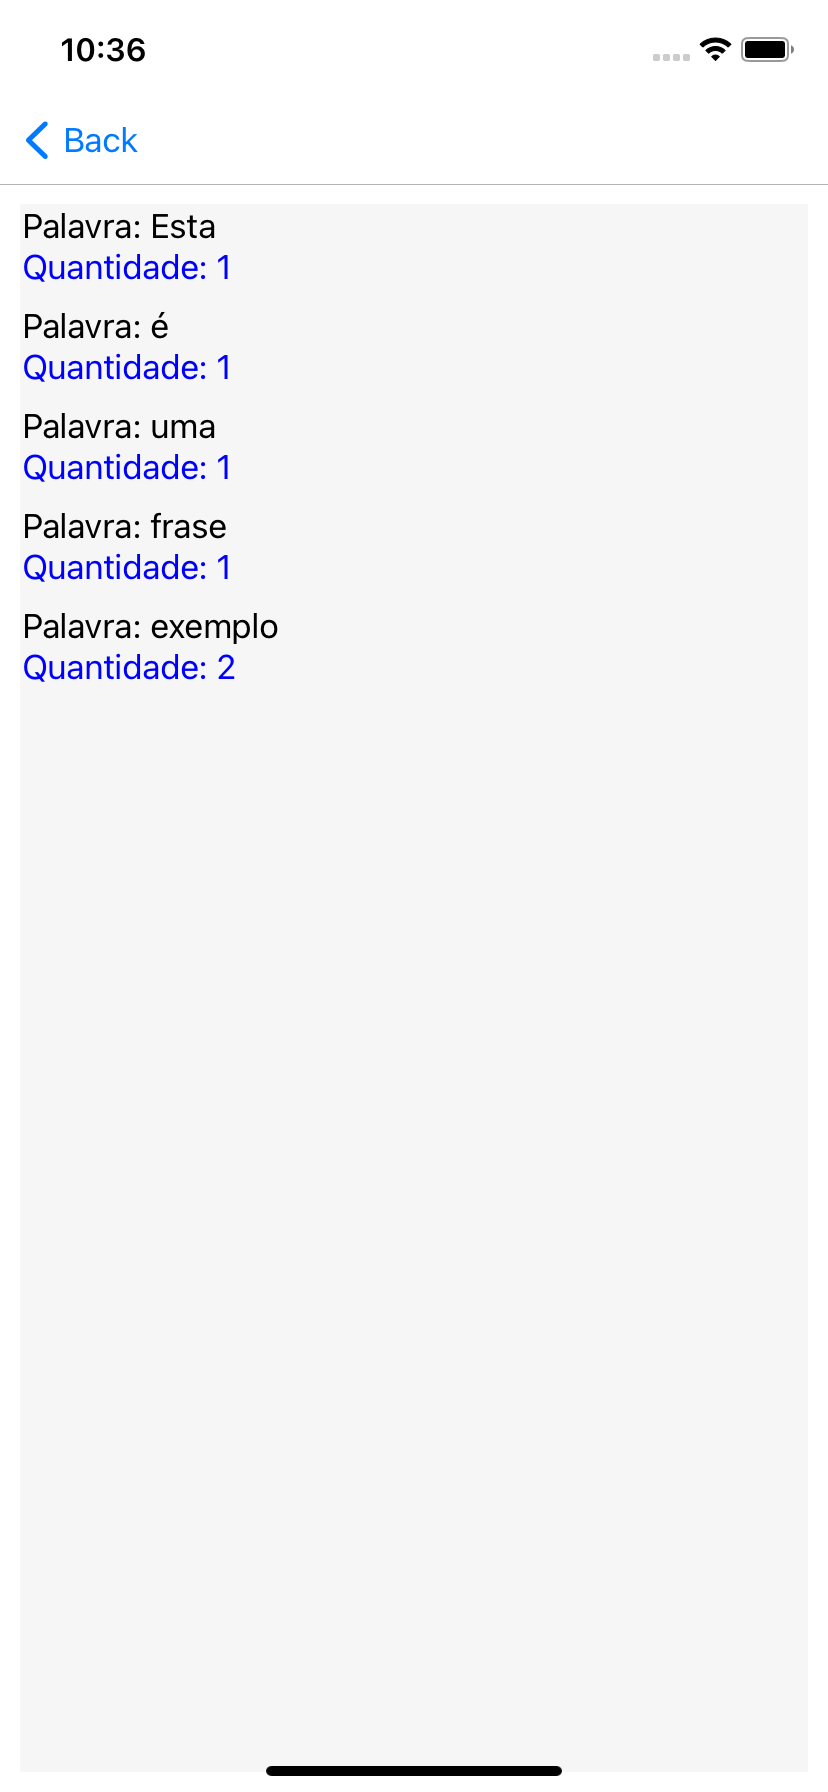 10:36
Back
Palavra: Esta
Quantidade: 1
Palavra: é
Quantidade: 1
Palavra: uma
Quantidade: 1
Palavra: frase
Quantidade: 1
Palavra: exemplo
Quantidade: 2